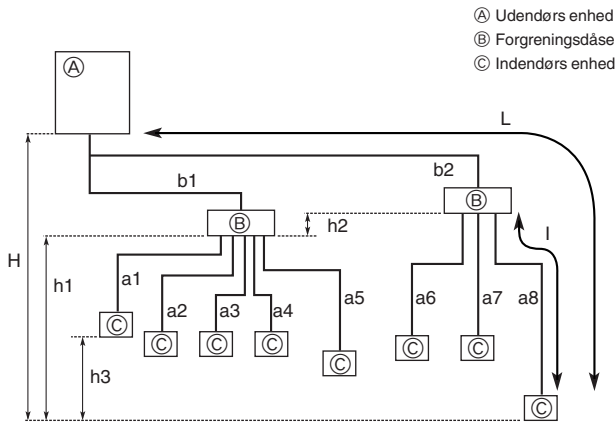 Ⓐ Udendørs enhed
Ⓑ Forgreningsdåse
Ⓒ Indendørs enhed
Ⓐ
L
b2
b1
Ⓑ
Ⓑ
h2
l
H
h1
a1
a2
a3
a4
a5
a6
a7
a8
Ⓒ
Ⓒ
Ⓒ
Ⓒ
Ⓒ
Ⓒ
Ⓒ
h3
Ⓒ